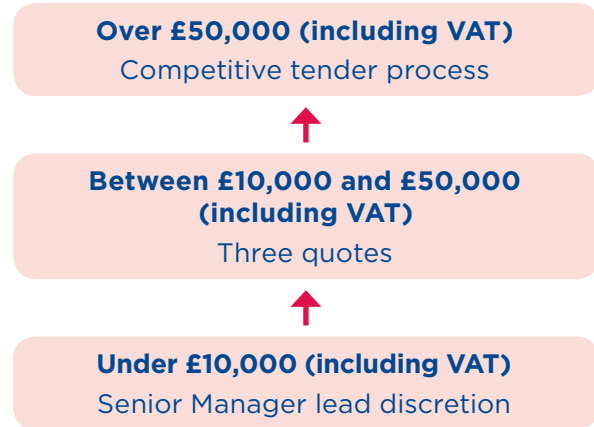 Over £50,000 (including VAT)
Competitive tender process
Between £10,000 and £50,000
(including VAT)
Three quotes
Under £10,000 (including VAT)
Senior Manager lead discretion